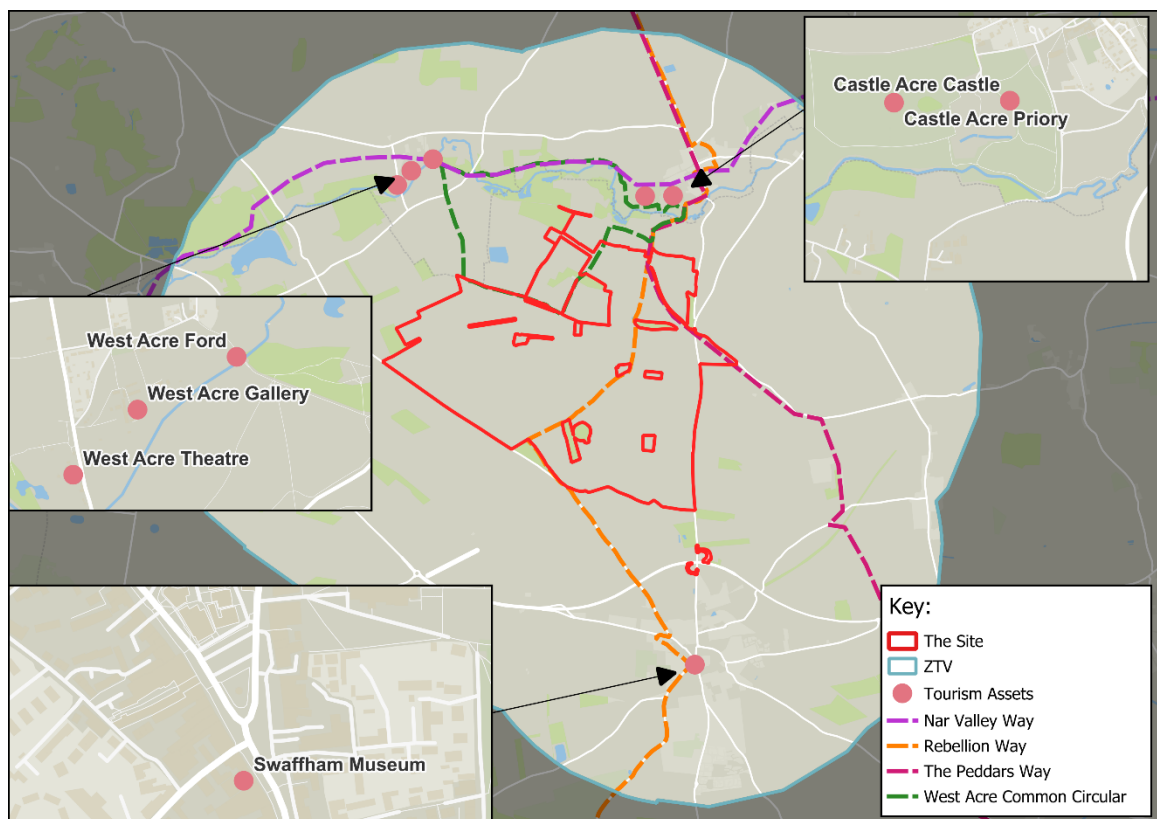 Castle Acre Castle
Castle Acre Priory
West Acre Ford
West Acre Gallery
West Acre Theatre
Swaffham Museum
Key:
The Site
ZTV
Tourism Assets
Nar Valley Way
Rebellion Way
The Peddars Way
West Acre Common Circular